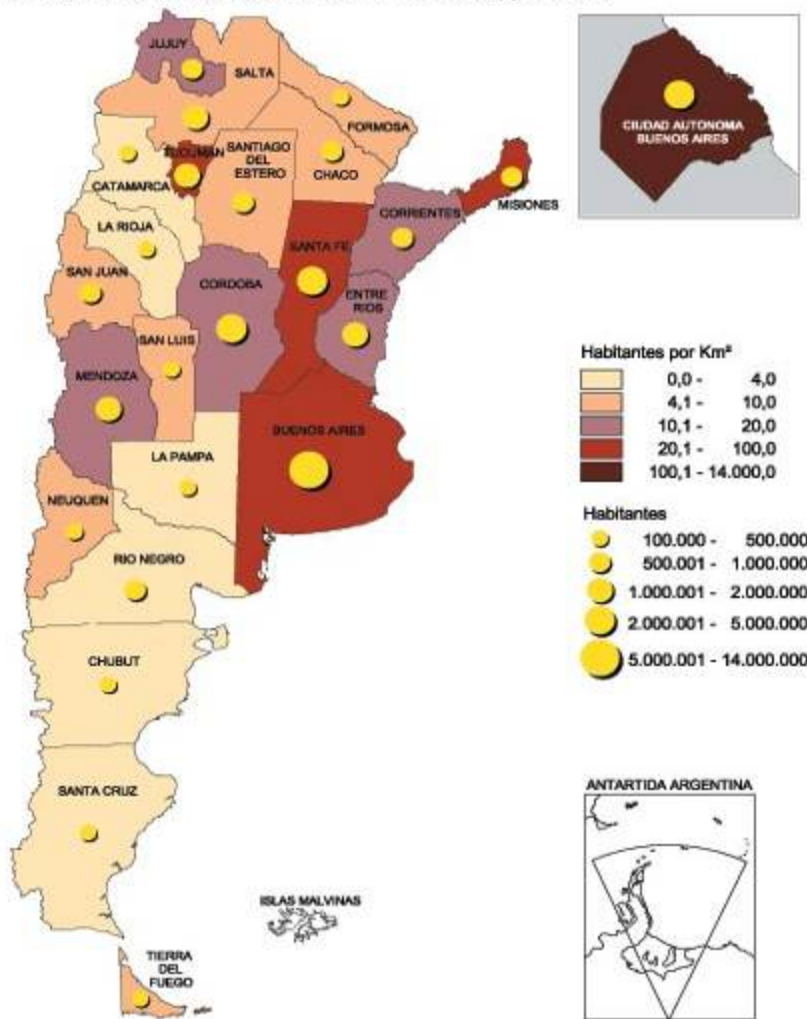 JUJUY
SALTA
FORMOSA
TUCUMAN
SANTIAGO
DEL
ESTERO
CHACO
CATAMARCA
MISIONES
CORRIENTES
LA RIOJA
SANTA FE
SAN JUAN
CORDOBA
ENTRE
RIOS
SAN LUIS
MENDOZA
BUENOS AIRES
LA PAMPA
NEUQUEN
RIO NEGRO
CHUBUT
SANTA CRUZ
ISLAS MALVINAS
TIERRA
DEL
FUEGO
CIUDAD AUTONOMA
BUENOS AIRES
Habitantes por Km²
0,0 - 4,0
4,1 - 10,0
10,1 - 20,0
20,1 - 100,0
100,1 - 14.000,0
Habitantes
100.000 - 500.000
500.001 - 1.000.000
1.000.001 - 2.000.000
2.000.001 - 5.000.000
5.000.001 - 14.000.000
ANTARTIDA ARGENTINA